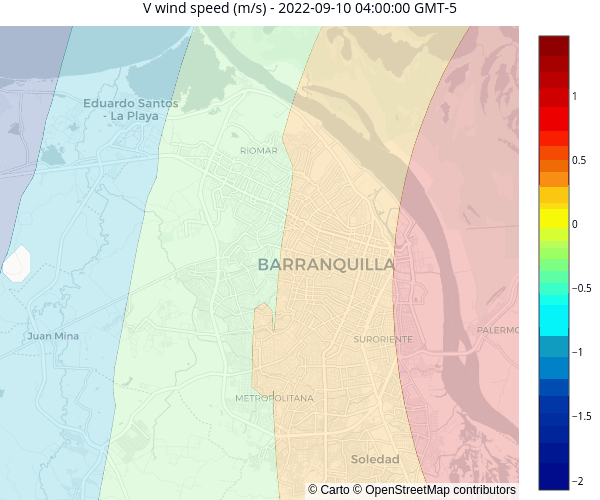 V wind speed (m/s) - 2022-09-10 04:00:00 GMT-5
Eduardo Santos
- La Playa
RIOMAR
BARRANQUILLA
Juan Mina
SURORIENTE
PALERMO
METROPOLITANA
Soledad
© Carto © OpenStreetMap contributors
1
0.5
0
−0.5
−1
−1.5
−2